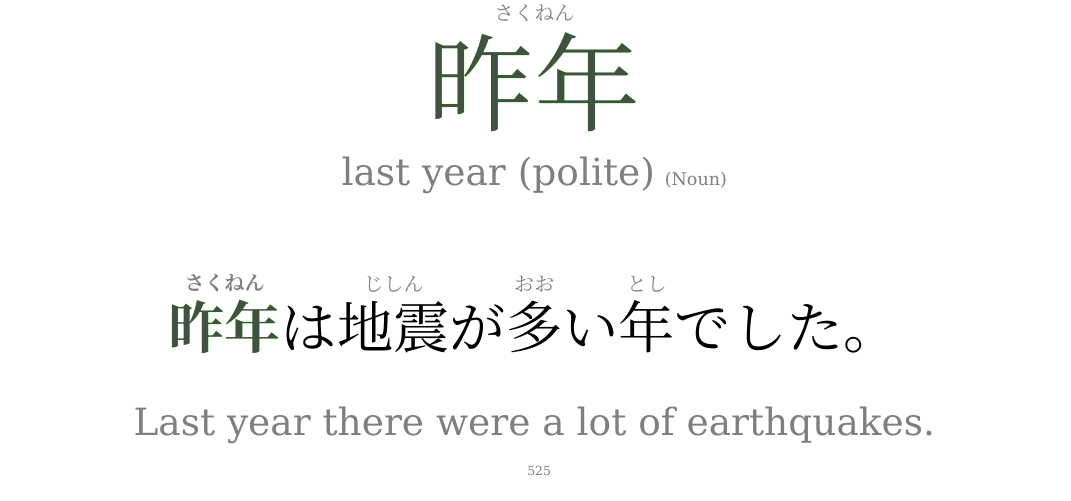 さくねん
昨年
last year (polite) (Noun)
さくねん じしん おお とし
昨年は地震が多い年でした。
Last year there were a lot of earthquakes.
525